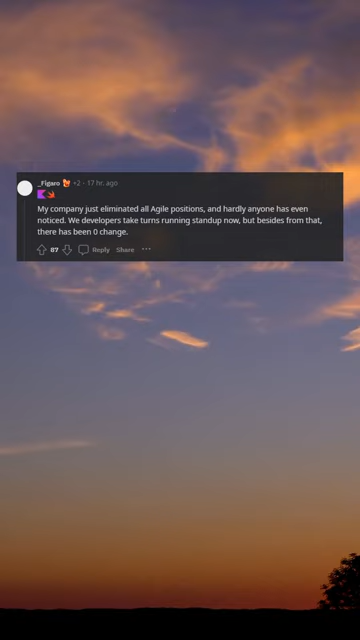 _Figaro +2 · 17 hr. ago
My company just eliminated all Agile positions, and hardly anyone has even
noticed. We developers take turns running standup now, but besides from that,
there has been 0 change.
87 Reply Share ···